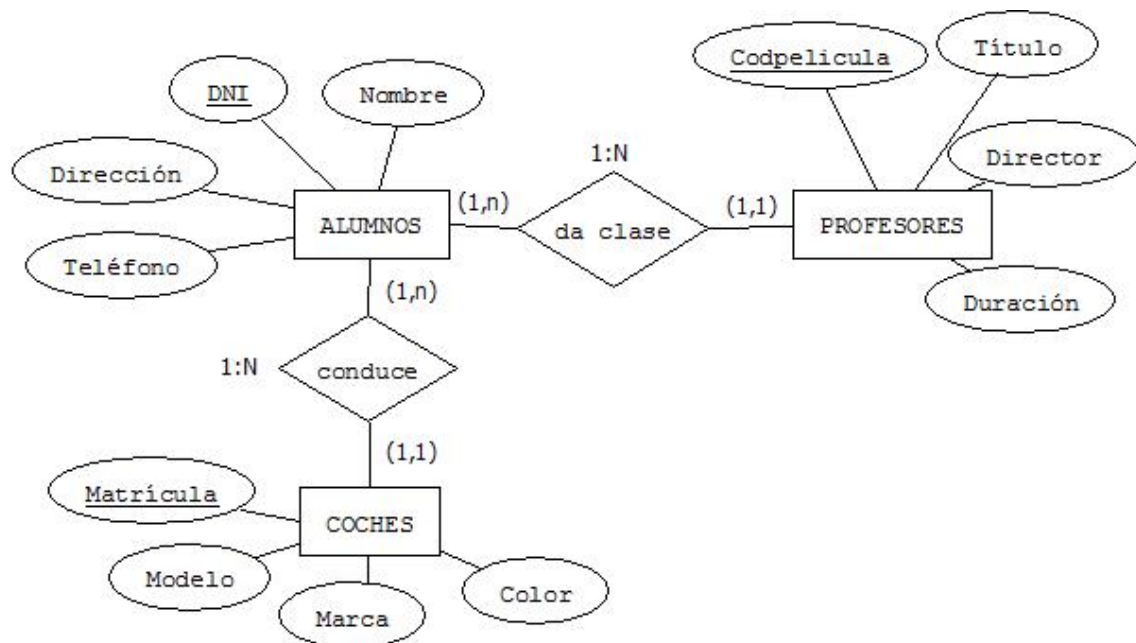 Codpelicula
Título
DNI
Nombre
Dirección
1:N
Director
ALUMNOS
(1,n)
da clase
(1,1)
PROFESORES
Teléfono
(1,n)
Duración
1:N
conduce
(1,1)
Matrícula
COCHES
Modelo
Marca
Color